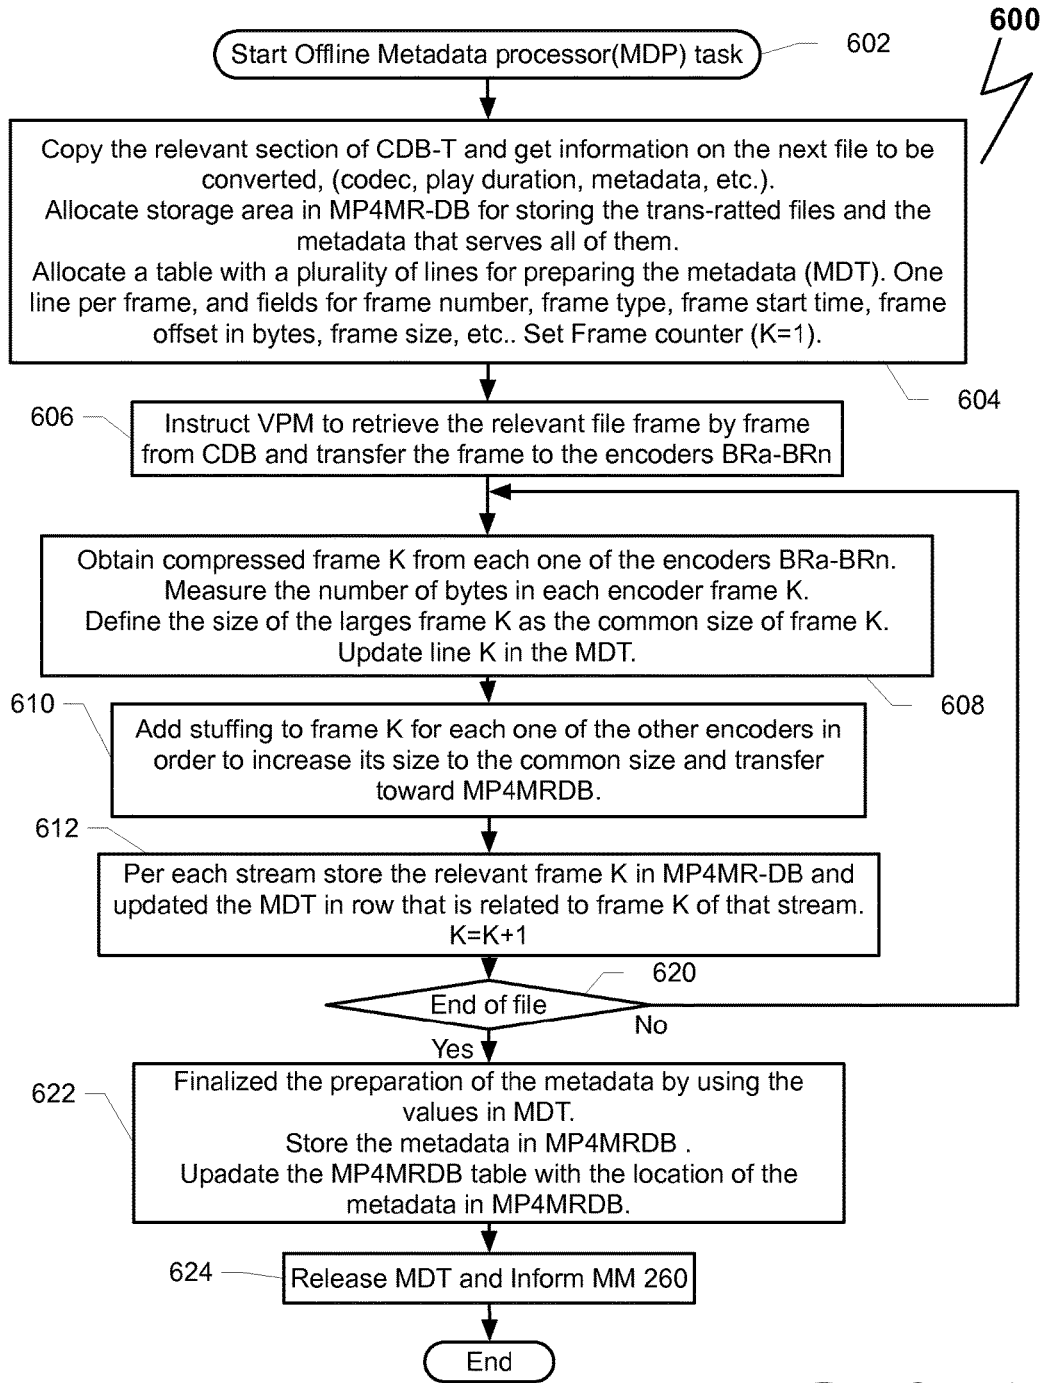 600
Start Offline Metadata processor(MDP) task
602
Copy the relevant section of CDB-T and get information on the next file to be
converted, (codec, play duration, metadata, etc.).
Allocate storage area in MP4MR-DB for storing the trans-ratted files and the
metadata that serves all of them.
Allocate a table with a plurality of lines for preparing the metadata (MDT). One
line per frame, and fields for frame number, frame type, frame start time, frame
offset in bytes, frame size, etc.. Set Frame counter (K=1).
604
606
Instruct VPM to retrieve the relevant file frame by frame
from CDB and transfer the frame to the encoders BRa-BRn
Obtain compressed frame K from each one of the encoders BRa-BRn.
Measure the number of bytes in each encoder frame K.
Define the size of the larges frame K as the common size of frame K.
Update line K in the MDT.
608
610
Add stuffing to frame K for each one of the other encoders in
order to increase its size to the common size and transfer
toward MP4MRDB.
612
Per each stream store the relevant frame K in MP4MR-DB and
updated the MDT in row that is related to frame K of that stream.
K=K+1
620
End of file
No
Yes
622
Finalized the preparation of the metadata by using the
values in MDT.
Store the metadata in MP4MRDB .
Upadate the MP4MRDB table with the location of the
metadata in MP4MRDB.
624
Release MDT and Inform MM 260
End